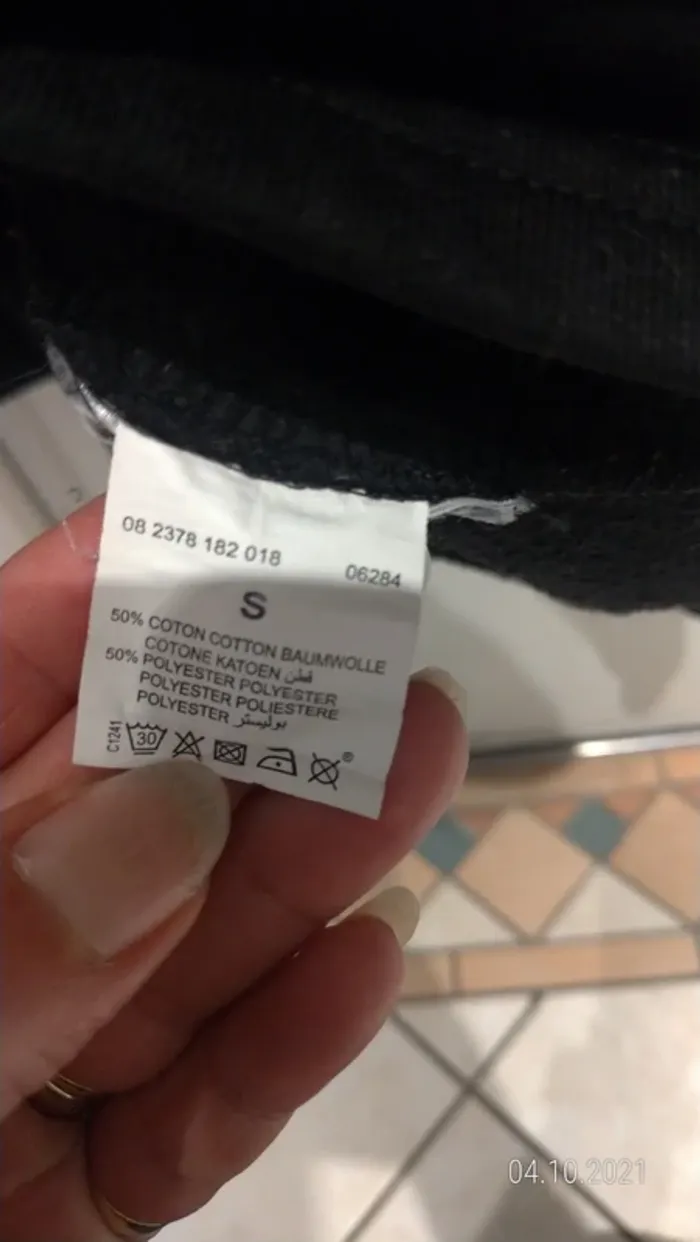 08 2378 182 018 06284
S
50% COTON COTTON BAUMWOLLE
COTONE KATOEN قطن
50% POLYESTER POLYESTER
POLYESTER POLIESTERE
POLYESTER بوليستر
C1241 30 ®
04.10.2021